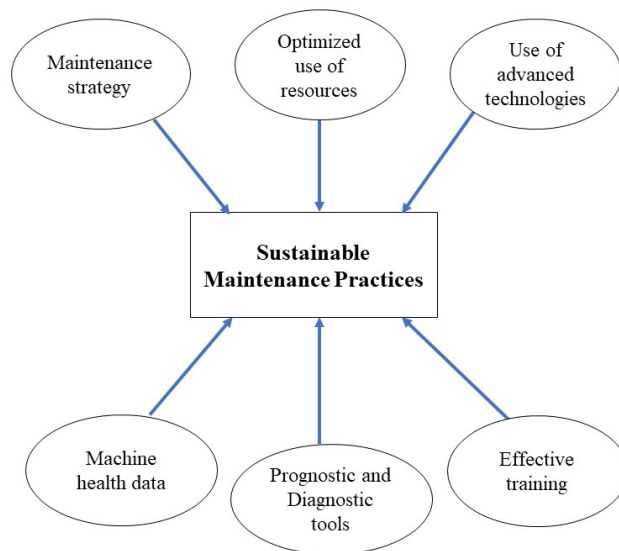 Maintenance
strategy
Optimized
use of
resources
Use of
advanced
technologies
Sustainable
Maintenance Practices
Machine
health data
Prognostic and
Diagnostic
tools
Effective
training